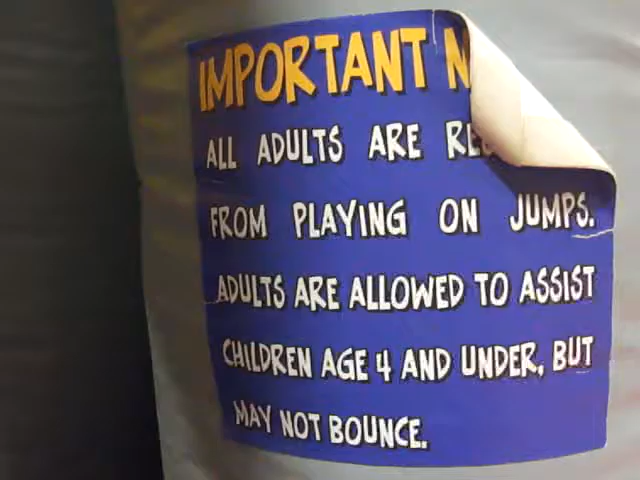 IMPORTANT
ALL ADULTS ARE
FROM PLAYING ON JUMPS.
ADULTS ARE ALLOWED TO ASSIST
CHILDREN AGE 4 AND UNDER, BUT
MAY NOT BOUNCE.